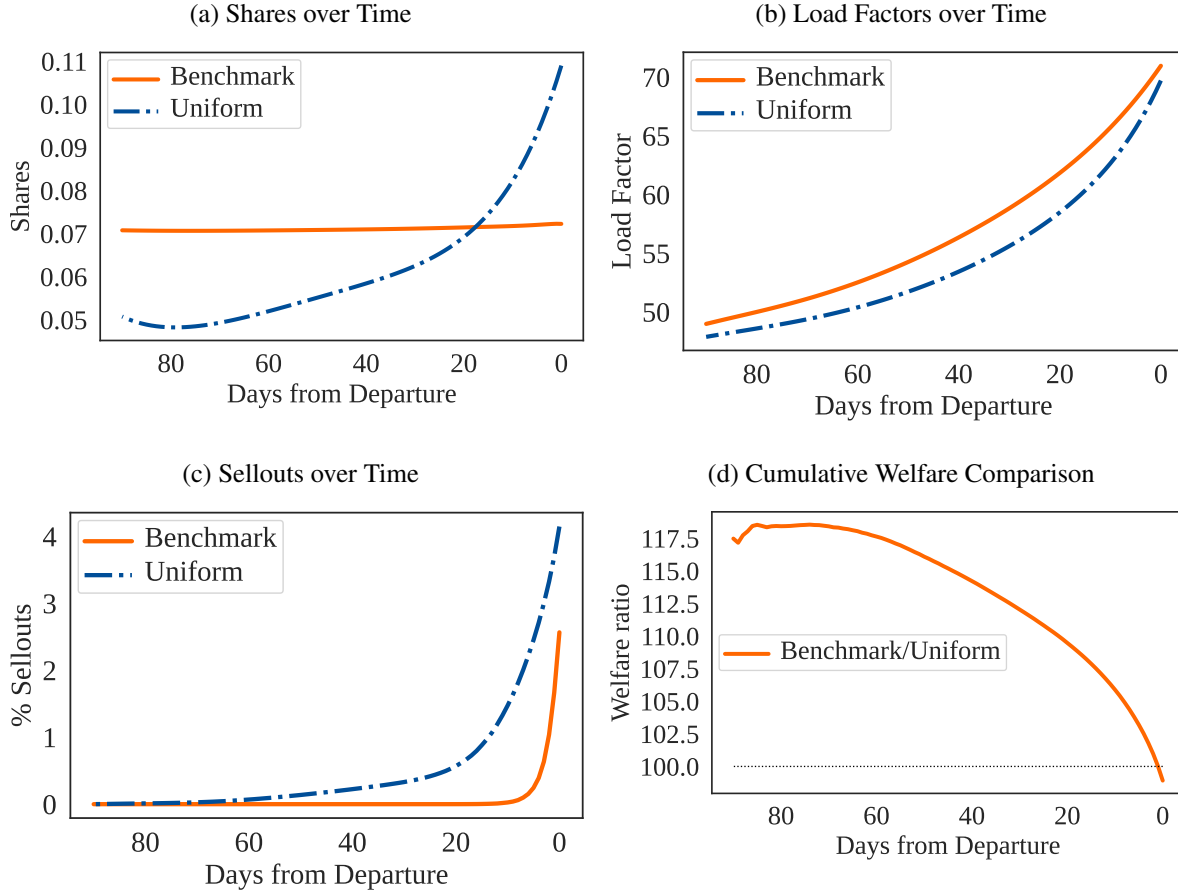 (a) Shares over Time
Shares
0.11
0.10
0.09
0.08
0.07
0.06
0.05
Benchmark
Uniform
80 60 40 20 0
Days from Departure
(b) Load Factors over Time
Load Factor
70
65
60
55
50
Benchmark
Uniform
80 60 40 20 0
Days from Departure
(c) Sellouts over Time
% Sellouts
4
3
2
1
0
Benchmark
Uniform
80 60 40 20 0
Days from Departure
(d) Cumulative Welfare Comparison
Welfare ratio
117.5
115.0
112.5
110.0
107.5
105.0
102.5
100.0
Benchmark/Uniform
80 60 40 20 0
Days from Departure